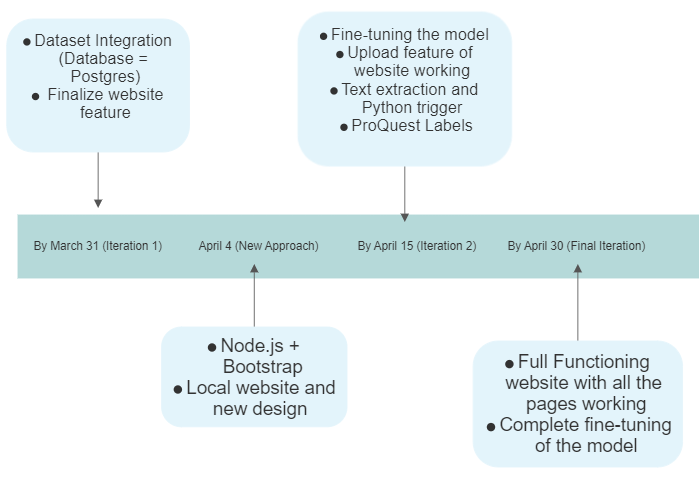 ● Dataset Integration
(Database =
Postgres)
● Finalize website
feature
● Fine-tuning the model
● Upload feature of
website working
● Text extraction and
Python trigger
● ProQuest Labels
By March 31 (Iteration 1)
April 4 (New Approach)
By April 15 (Iteration 2)
By April 30 (Final Iteration)
● Node.js +
Bootstrap
● Local website and
new design
● Full Functioning
website with all the
pages working
● Complete fine-tuning
of the model